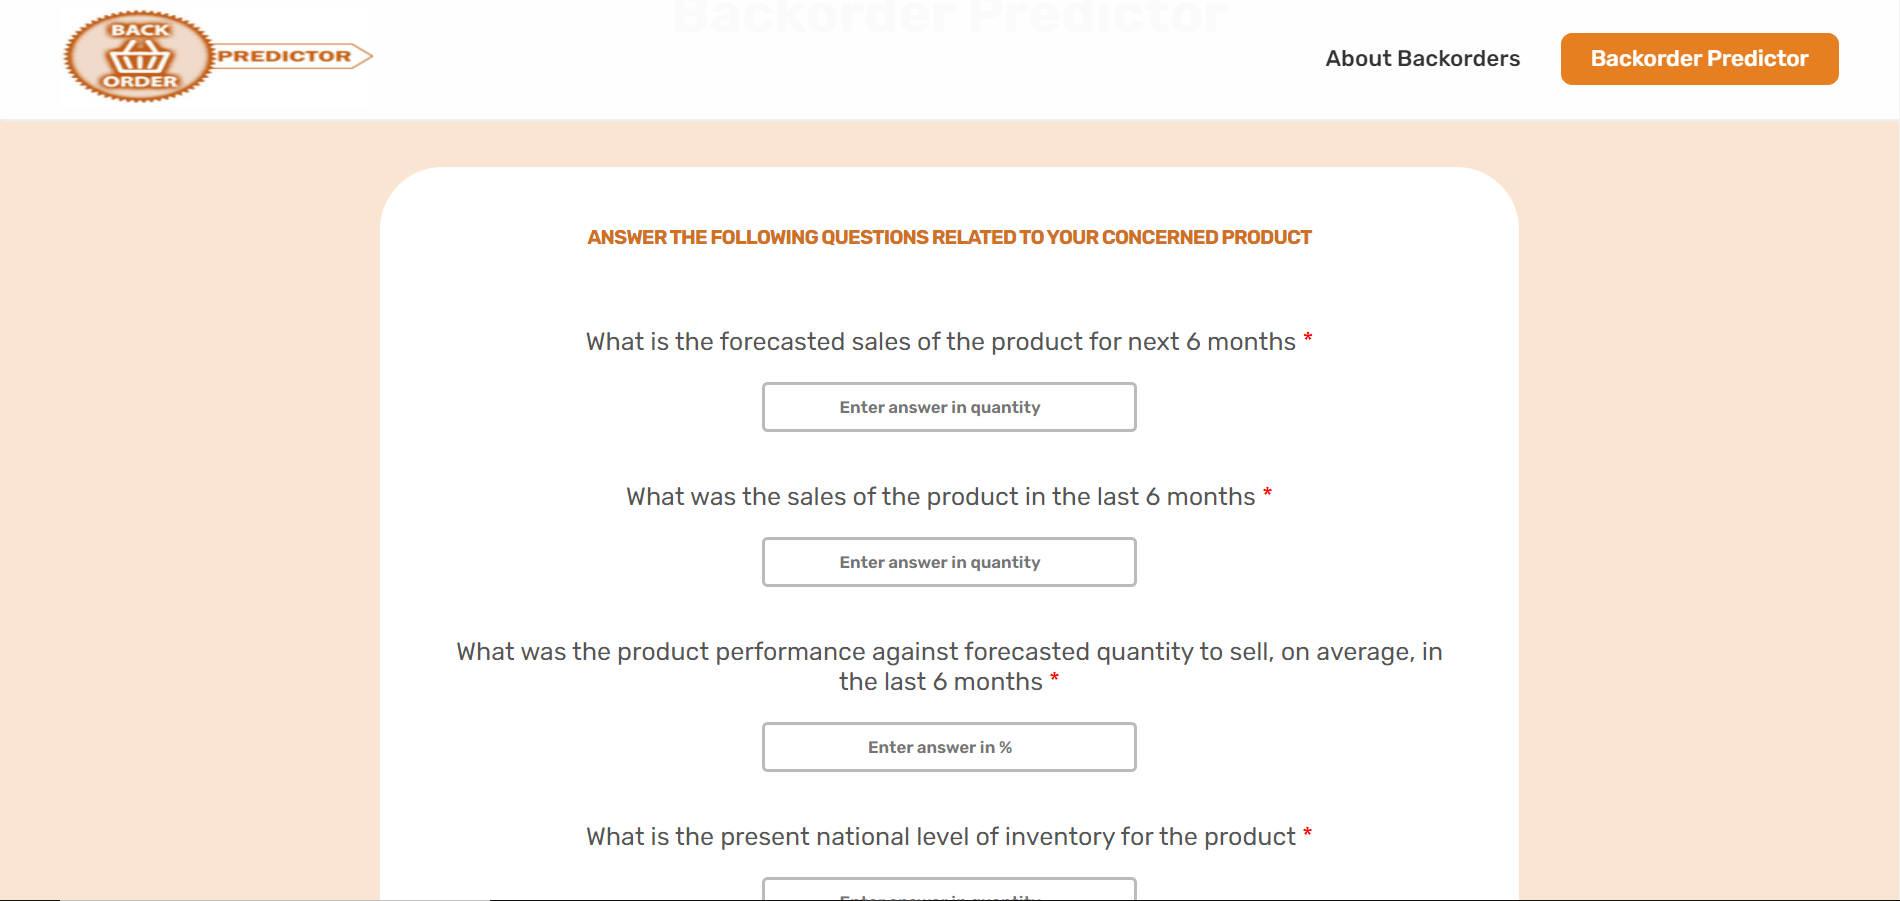 Backorder Predictor
BACK
ORDER
PREDICTOR
About Backorders
Backorder Predictor
ANSWER THE FOLLOWING QUESTIONS RELATED TO YOUR CONCERNED PRODUCT
What is the forecasted sales of the product for next 6 months *
Enter answer in quantity
What was the sales of the product in the last 6 months *
Enter answer in quantity
What was the product performance against forecasted quantity to sell, on average, in
the last 6 months *
Enter answer in %
What is the present national level of inventory for the product *
Enter answer in quantity